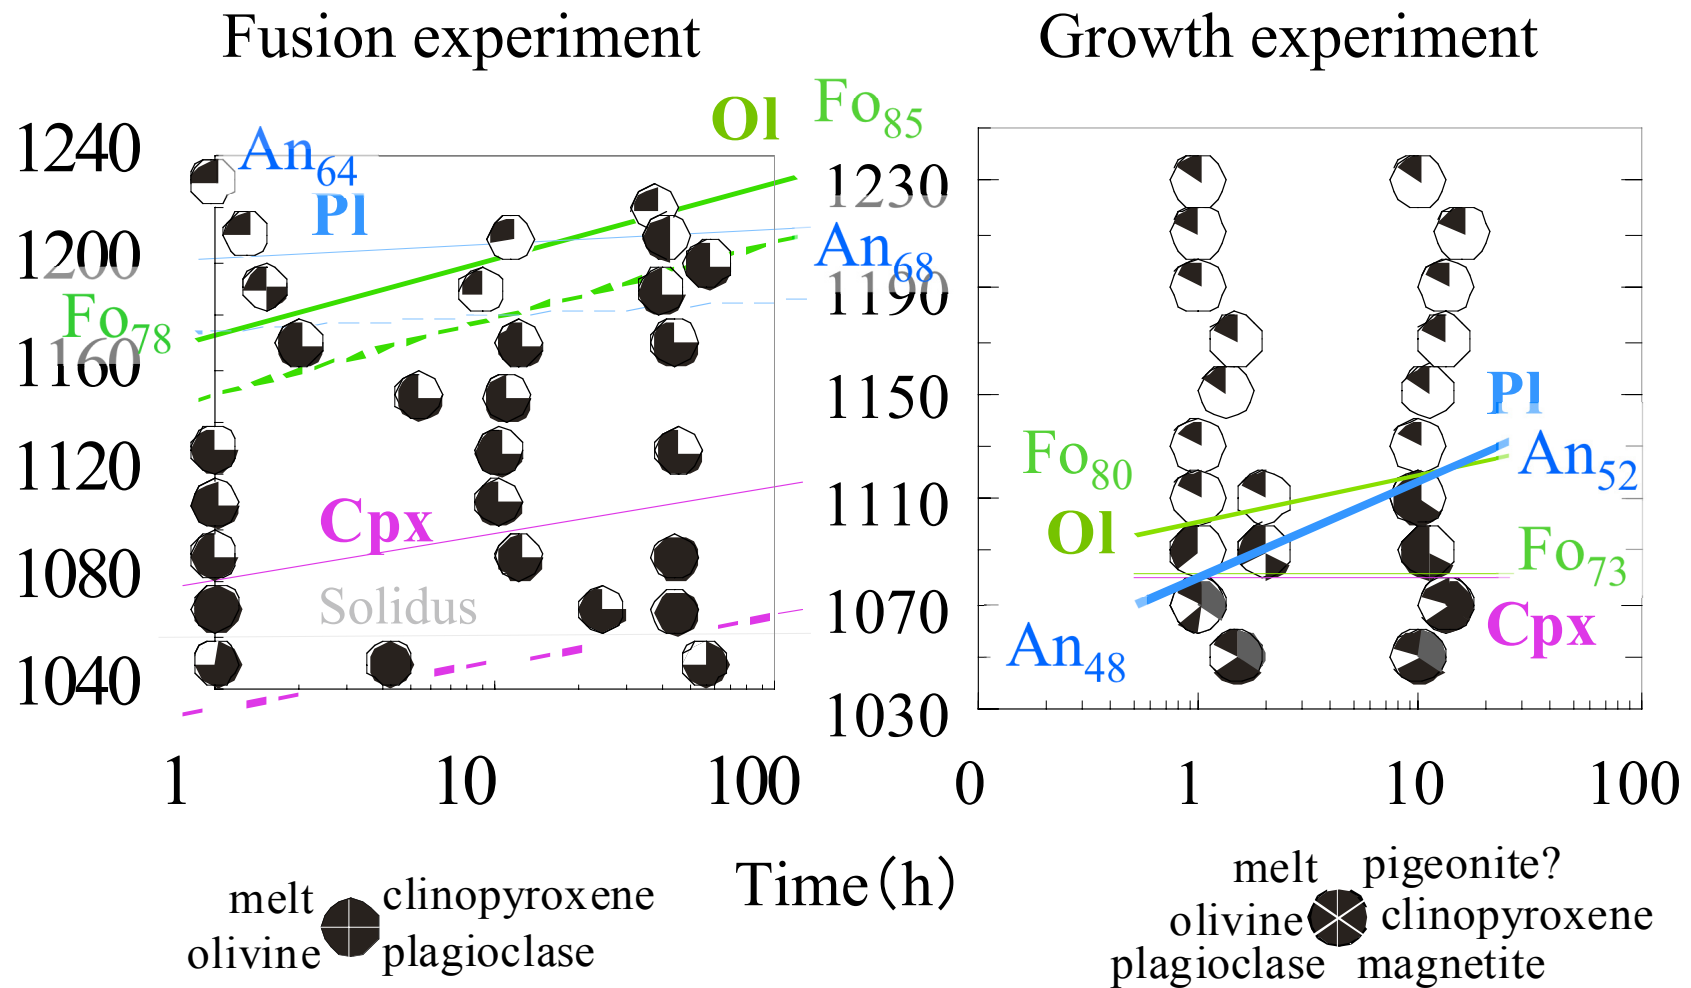 Fusion experiment
Growth experiment
Ol
Fo85
1240
An64
Pl
1200
Fo78
1160
1120
Cpx
1080
Solidus
1040
1
10
100
1230
An68
1190
1150
Pl
Fo80
An52
1110
Ol
Fo73
1070
Cpx
An48
1030
0
1
10
100
Time(h)
melt
clinopyroxene
olivine
plagioclase
melt
pigeonite?
olivine
clinopyroxene
plagioclase
magnetite